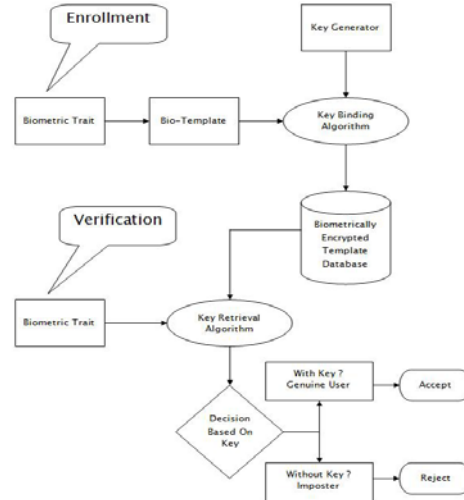 Enrollment
Key Generator
Biometric Trait
Bio-Template
Key Binding
Algorithm
Verification
Biometrically
Encrypted
Template
Database
Biometric Trait
Key Retrieval
Algorithm
With Key ?
Genuine User
Accept
Decision
Based On
Key
Without Key ?
Imposter
Reject